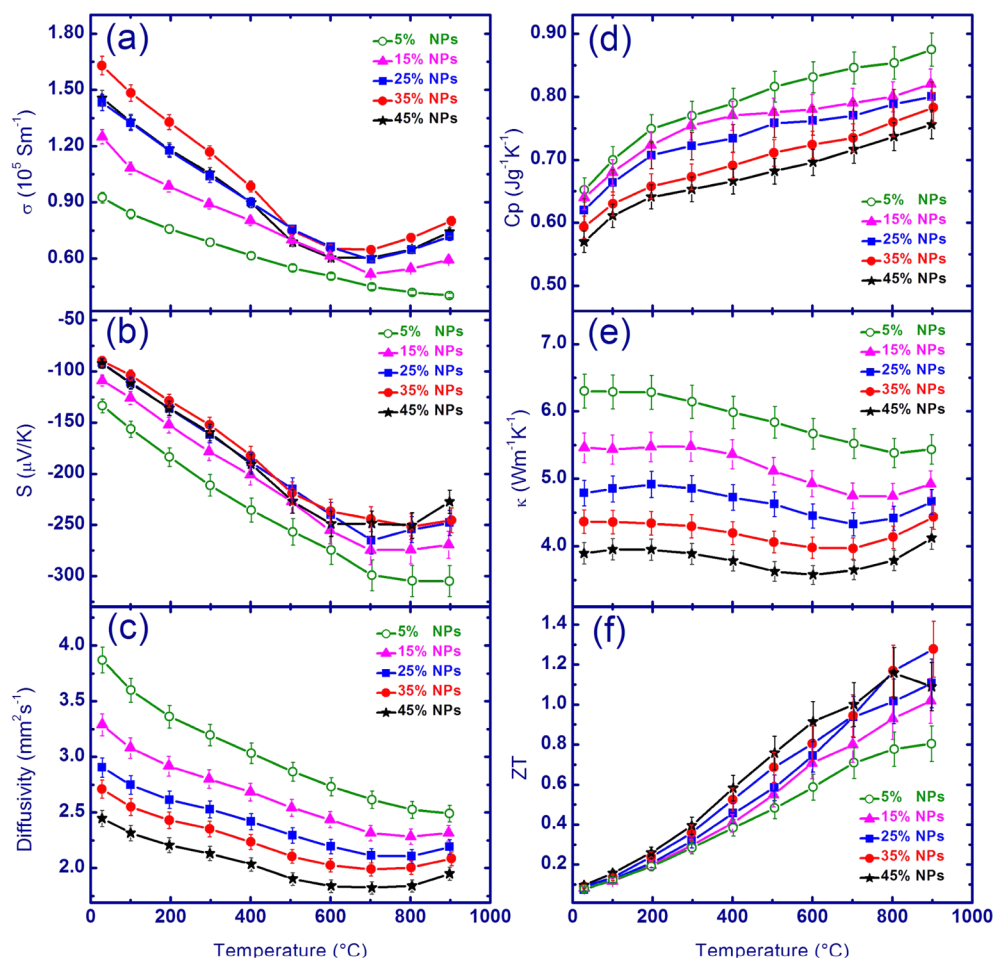 (a)
5% NPs
15% NPs
25% NPs
35% NPs
45% NPs
1.80
1.50
1.20
0.90
0.60
σ (10⁵ Sm⁻¹)
(b)
5% NPs
15% NPs
25% NPs
35% NPs
45% NPs
-50
-100
-150
-200
-250
-300
S (μV/K)
(c)
5% NPs
15% NPs
25% NPs
35% NPs
45% NPs
4.0
3.5
3.0
2.5
2.0
Diffusivity (mm²s⁻¹)
0 200 400 600 800 1000
Temperature (°C)
(d)
5% NPs
15% NPs
25% NPs
35% NPs
45% NPs
0.90
0.80
0.70
0.60
0.50
Cp (Jg⁻¹K⁻¹)
(e)
5% NPs
15% NPs
25% NPs
35% NPs
45% NPs
7.0
6.0
5.0
4.0
κ (Wm⁻¹K⁻¹)
(f)
5% NPs
15% NPs
25% NPs
35% NPs
45% NPs
1.4
1.2
1.0
0.8
0.6
0.4
0.2
ZT
0 200 400 600 800 1000
Temperature (°C)